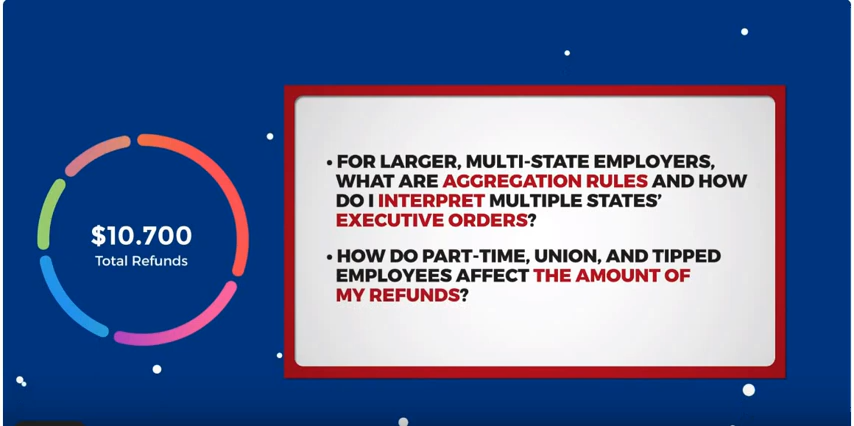 $10.700
Total Refunds
• FOR LARGER, MULTI-STATE EMPLOYERS,
WHAT ARE AGGREGATION RULES AND HOW
DO I INTERPRET MULTIPLE STATES’
EXECUTIVE ORDERS?
• HOW DO PART-TIME, UNION, AND TIPPED
EMPLOYEES AFFECT THE AMOUNT OF
MY REFUNDS?